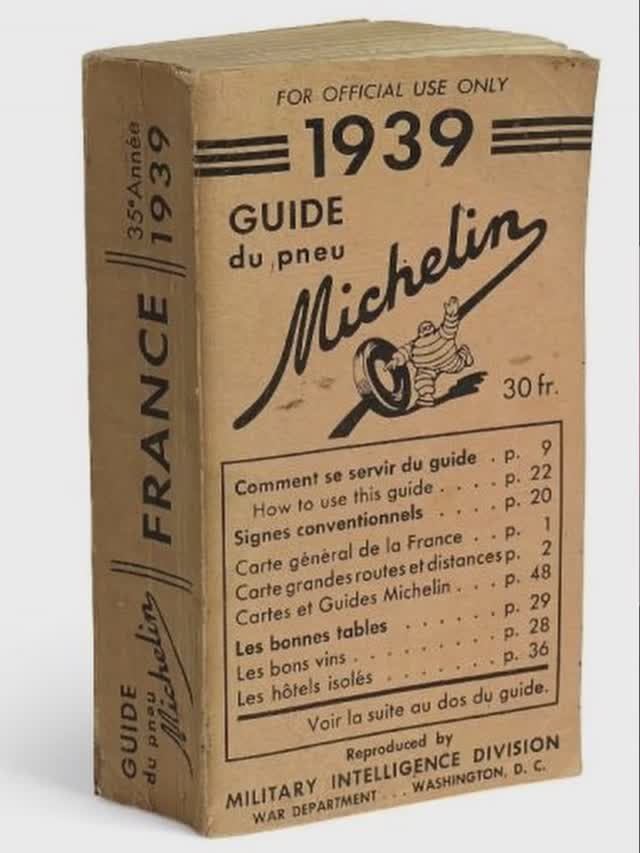 FOR OFFICIAL USE ONLY
1939
GUIDE
du pneu
Michelin
30 fr.
Comment se servir du guide . p. 9
How to use this guide . . . . p. 22
Signes conventionnels . . . . p. 20
Carte général de la France . . p. 1
Carte grandes routes et distances p. 2
Cartes et Guides Michelin . . . p. 48
Les bonnes tables . . . . . . p. 29
Les bons vins . . . . . . . . p. 28
Les hôtels isolés . . . . . . . p. 36
Voir la suite au dos du guide.
Reproduced by
MILITARY INTELLIGENCE DIVISION
WAR DEPARTMENT . . . WASHINGTON, D. C.
35e Année
1939
FRANCE
GUIDE
du pneu
Michelin